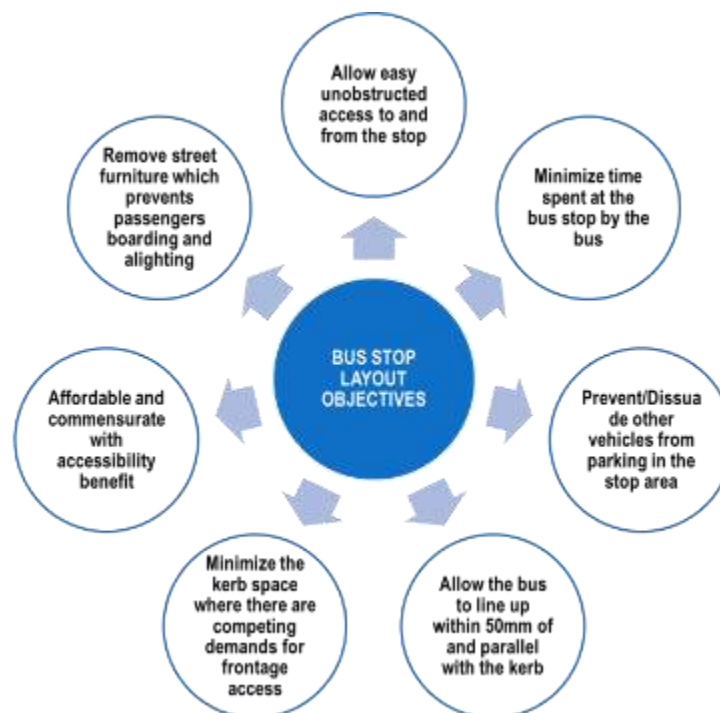 Allow easy
unobstructed
access to and
from the stop
Minimize time
spent at the
bus stop by the
bus
Prevent/Dissua
de other
vehicles from
parking in the
stop area
Allow the bus
to line up
within 50mm of
and parallel
with the kerb
Minimize the
kerb space
where there are
competing
demands for
frontage
access
Affordable and
commensurate
with
accessibility
benefit
Remove street
furniture which
prevents
passengers
boarding and
alighting
BUS STOP
LAYOUT
OBJECTIVES